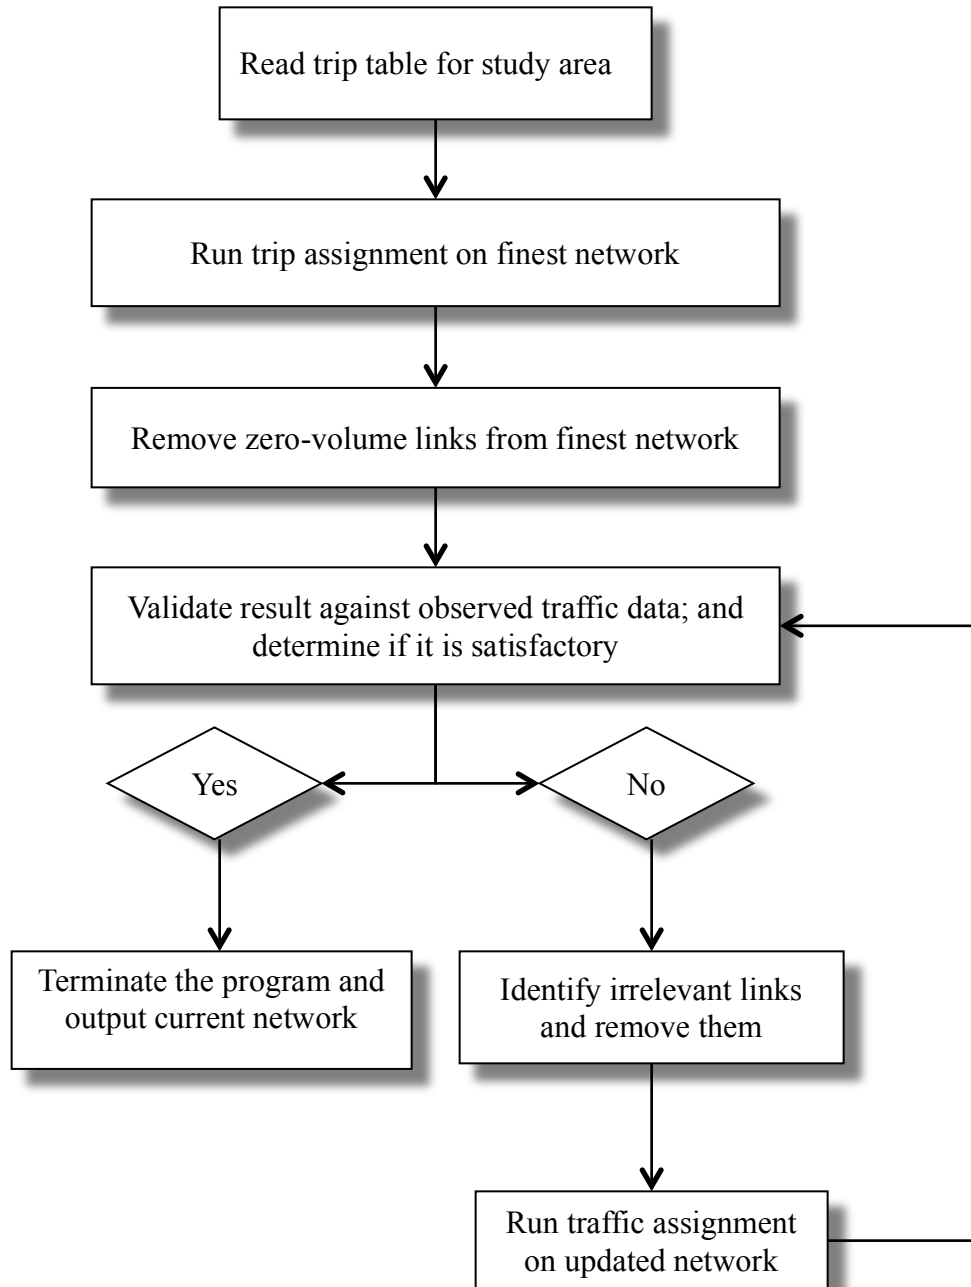 Read trip table for study area
Run trip assignment on finest network
Remove zero-volume links from finest network
Validate result against observed traffic data; and
determine if it is satisfactory
Yes
No
Terminate the program and
output current network
Identify irrelevant links
and remove them
Run traffic assignment
on updated network